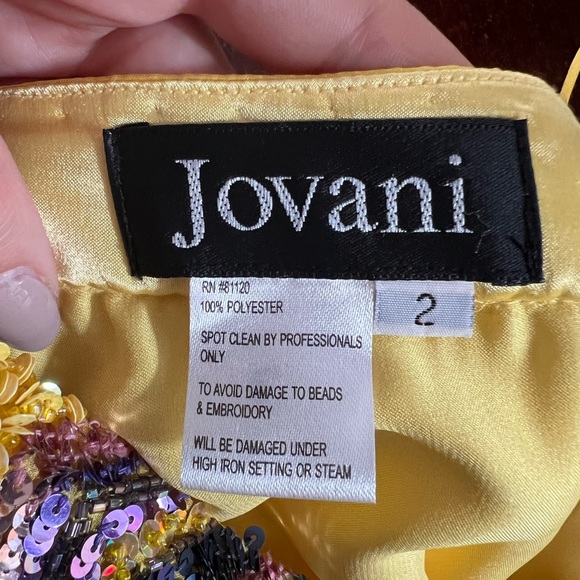 Jovani
RN #81120
100% POLYESTER
2
SPOT CLEAN BY PROFESSIONALS
ONLY
TO AVOID DAMAGE TO BEADS
& EMBROIDORY
WILL BE DAMAGED UNDER
HIGH IRON SETTING OR STEAM